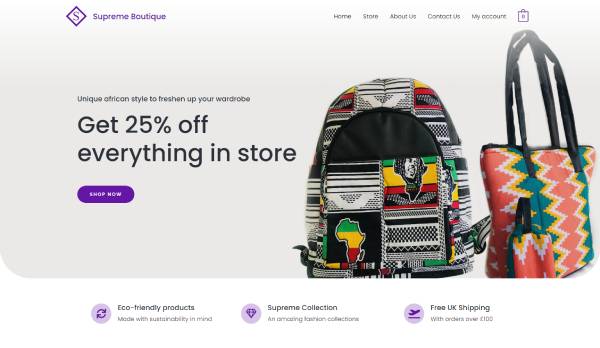 S Supreme Boutique
Home Store About Us Contact Us My account 0
Unique african style to freshen up your wardrobe
Get 25% off
everything in store
SHOP NOW
Eco-friendly products
Made with sustainability in mind
Supreme Collection
An amazing fashion collections
Free UK Shipping
With orders over £100